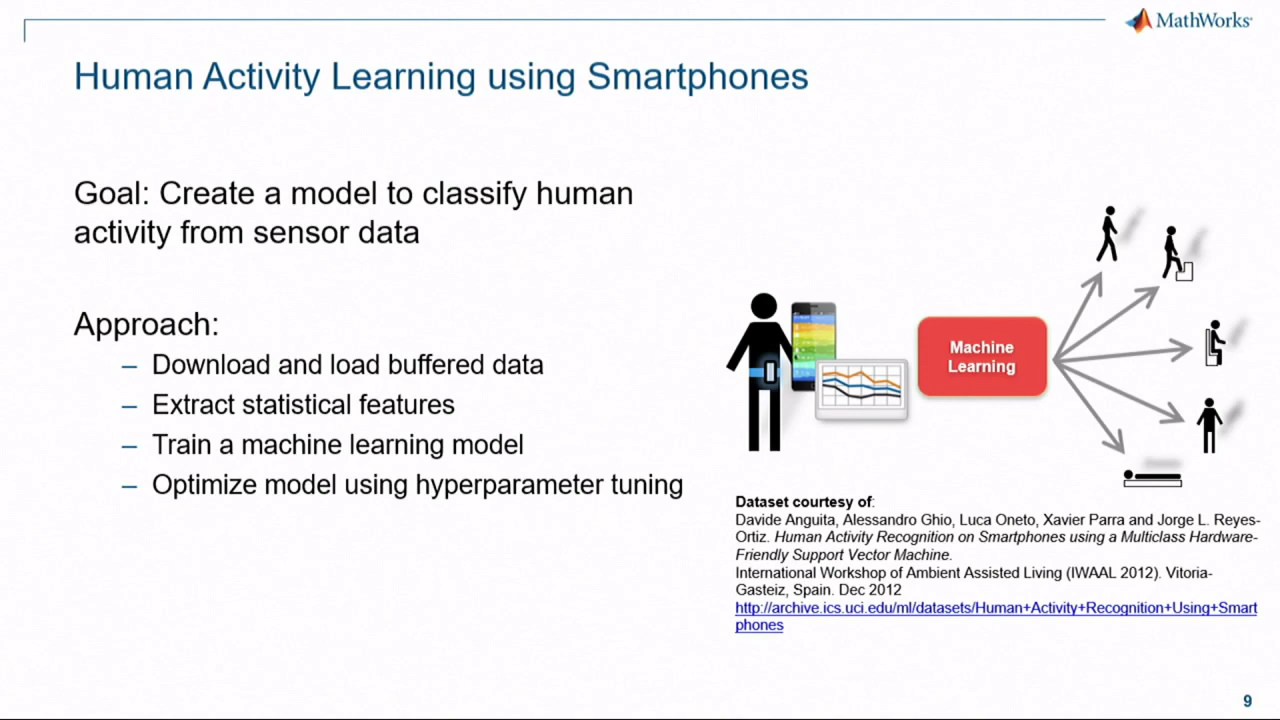 MathWorks
Human Activity Learning using Smartphones
Goal: Create a model to classify human
activity from sensor data
Approach:
– Download and load buffered data
– Extract statistical features
– Train a machine learning model
– Optimize model using hyperparameter tuning
Machine
Learning
Dataset courtesy of:
Davide Anguita, Alessandro Ghio, Luca Oneto, Xavier Parra and Jorge L. Reyes-
Ortiz. Human Activity Recognition on Smartphones using a Multiclass Hardware-
Friendly Support Vector Machine.
International Workshop of Ambient Assisted Living (IWAAL 2012). Vitoria-
Gasteiz, Spain. Dec 2012
http://archive.ics.uci.edu/ml/datasets/Human+Activity+Recognition+Using+Smart
phones
9